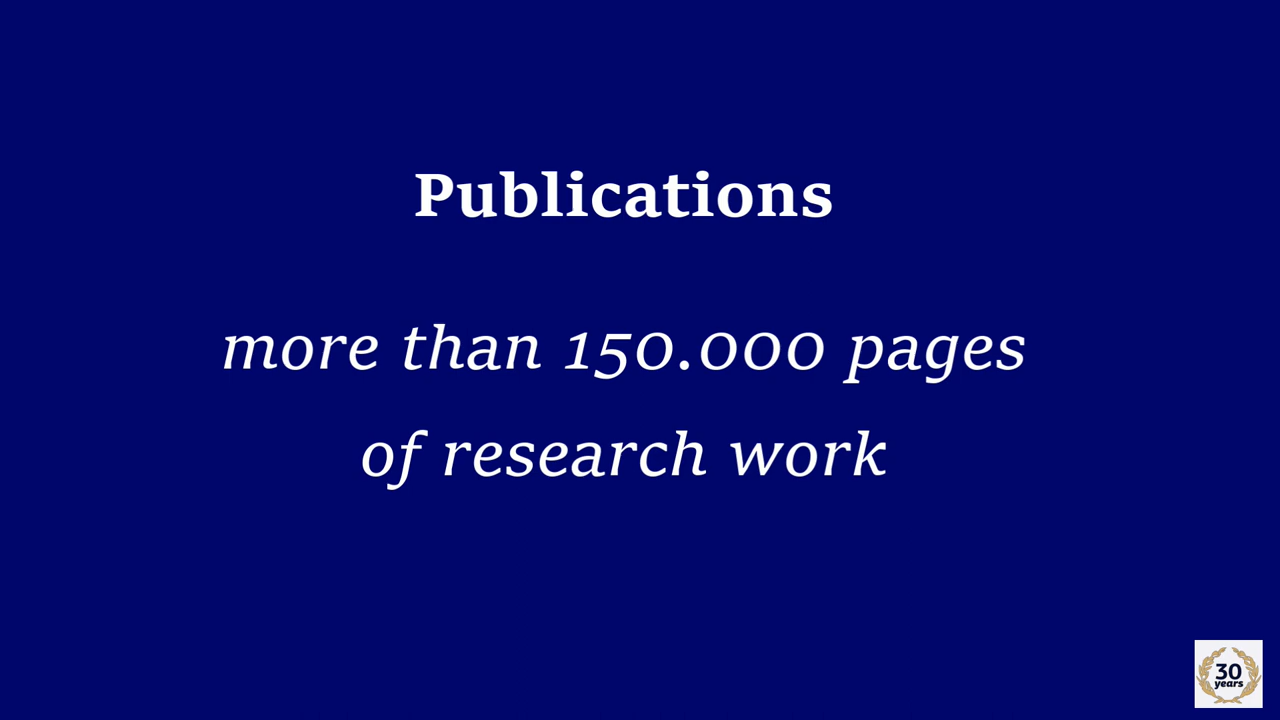 Publications
more than 150.000 pages
of research work
30
years